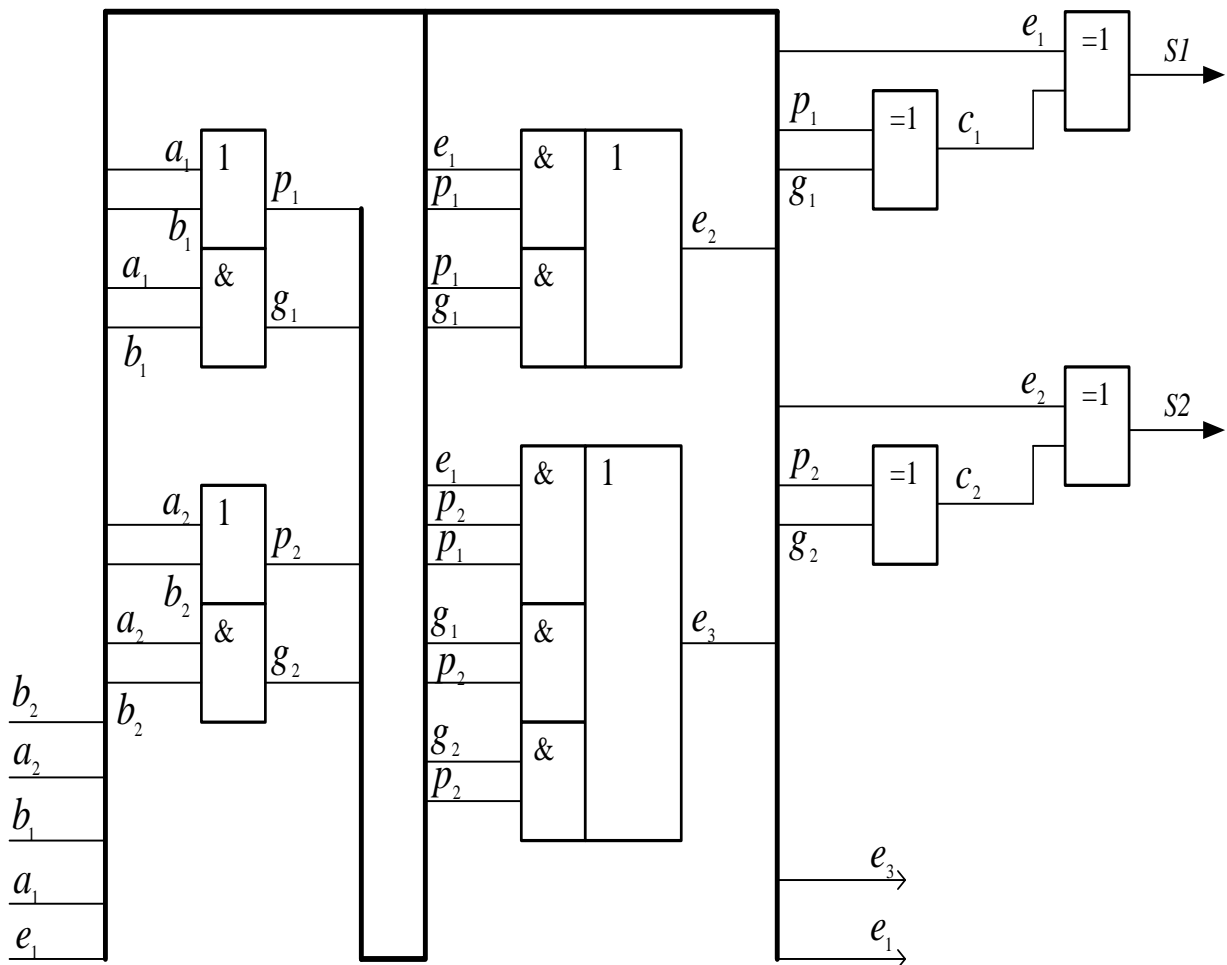 e₁
=1
S1
p₁
=1
c₁
g₁
a₁
1
p₁
b₁
a₁
&
g₁
b₁
e₁
&
1
p₁
e₂
p₁
&
g₁
e₂
=1
S2
p₂
=1
c₂
g₂
a₂
1
p₂
b₂
a₂
&
g₂
b₂
e₁
&
1
p₂
p₁
g₁
&
e₃
p₂
g₂
&
p₂
b₂
a₂
b₁
a₁
e₁
e₃
e₁